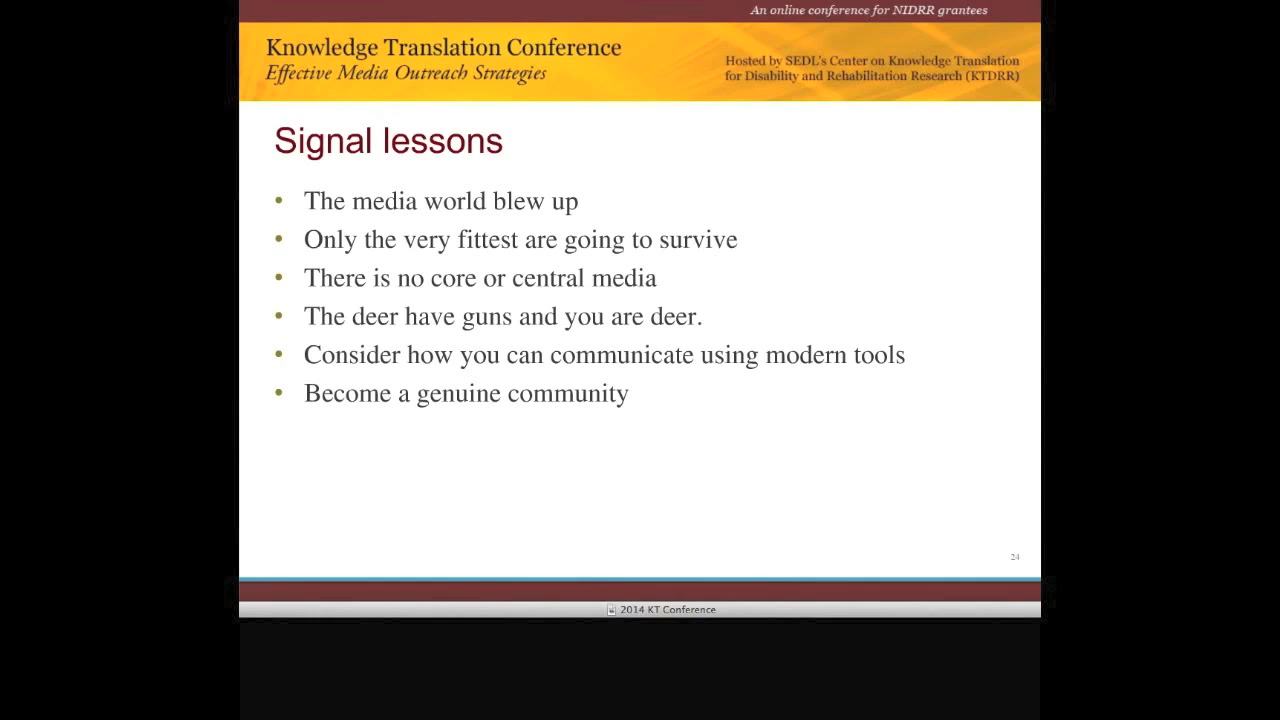 An online conference for NIDRR grantees
Knowledge Translation Conference
Effective Media Outreach Strategies
Hosted by SEDL's Center on Knowledge Translation
for Disability and Rehabilitation Research (KTDRR)
Signal lessons
• The media world blew up
• Only the very fittest are going to survive
• There is no core or central media
• The deer have guns and you are deer.
• Consider how you can communicate using modern tools
• Become a genuine community
24
2014 KT Conference